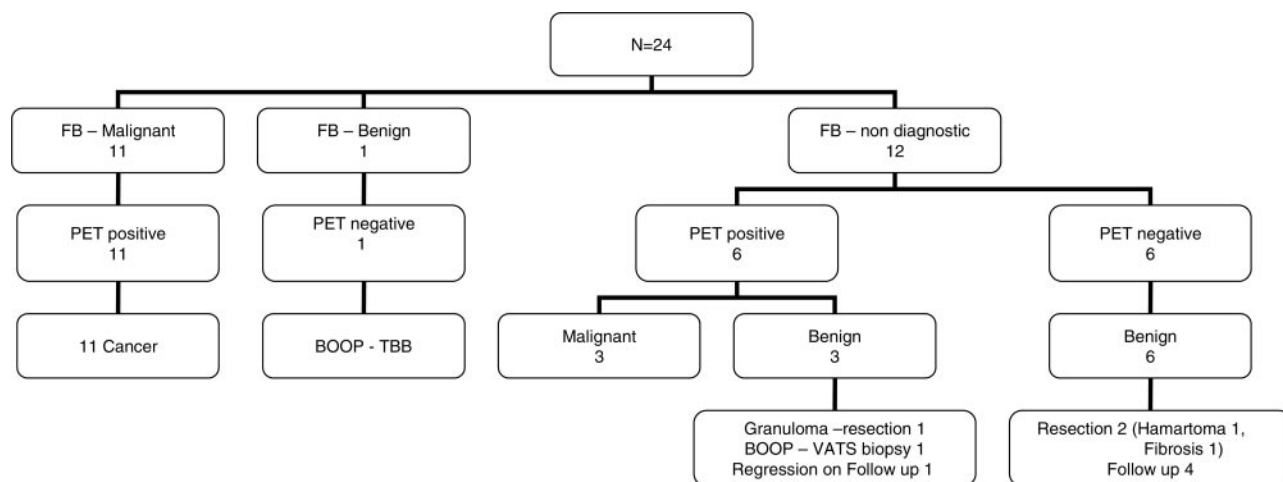 N=24
FB – Malignant
11
FB – Benign
1
FB – non diagnostic
12
PET positive
11
PET negative
1
PET positive
6
PET negative
6
11 Cancer
BOOP - TBB
Malignant
3
Benign
3
Benign
6
Granuloma –resection 1
BOOP – VATS biopsy 1
Regression on Follow up 1
Resection 2 (Hamartoma 1,
Fibrosis 1)
Follow up 4